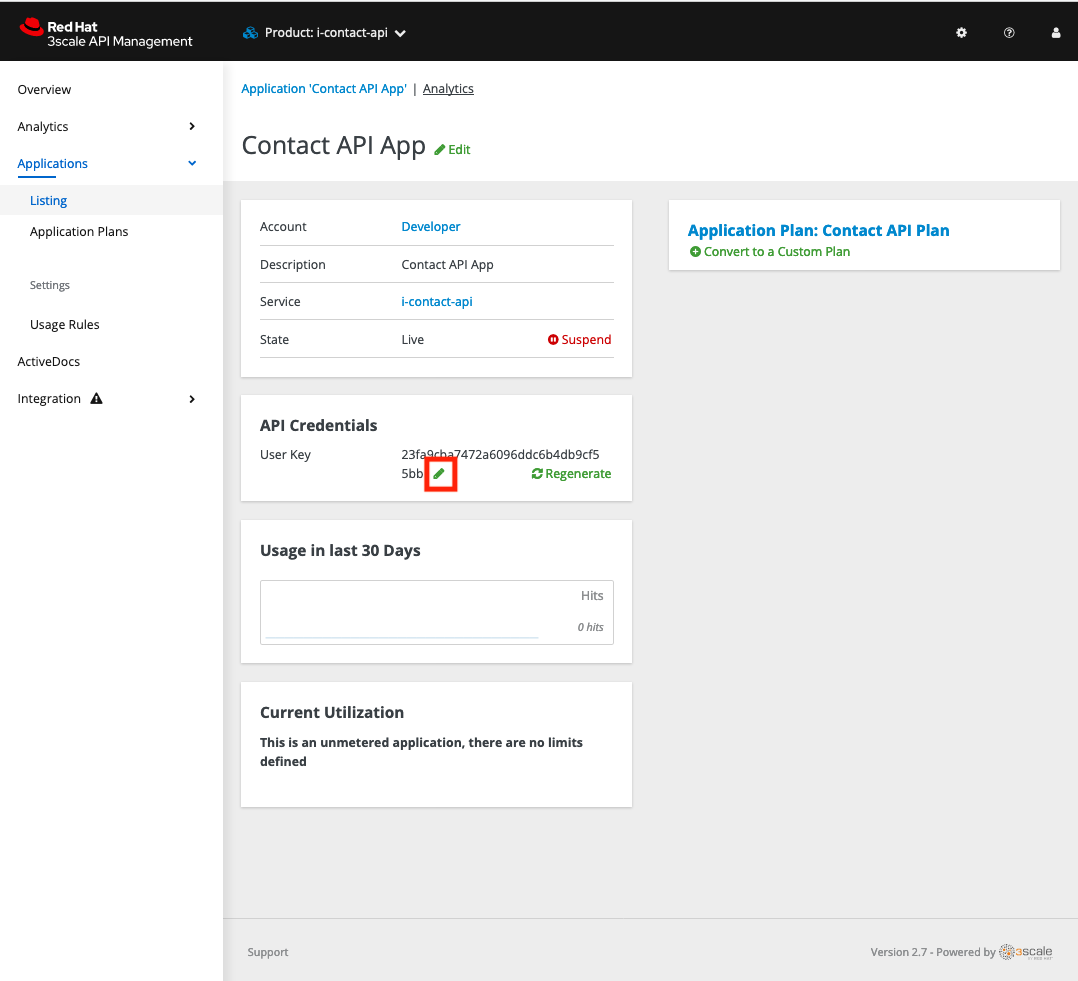 Red Hat
3scale API Management
Product: i-contact-api
Overview
Analytics
Applications
Listing
Application Plans
Settings
Usage Rules
ActiveDocs
Integration
Application 'Contact API App' | Analytics
Contact API App Edit
Account Developer
Description Contact API App
Service i-contact-api
State Live Suspend
API Credentials
User Key 23fa9cba7472a6096ddc6b4db9cf5
5bb Regenerate
Usage in last 30 Days
Hits
0 hits
Current Utilization
This is an unmetered application, there are no limits
defined
Application Plan: Contact API Plan
Convert to a Custom Plan
Support
Version 2.7 - Powered by 3scale